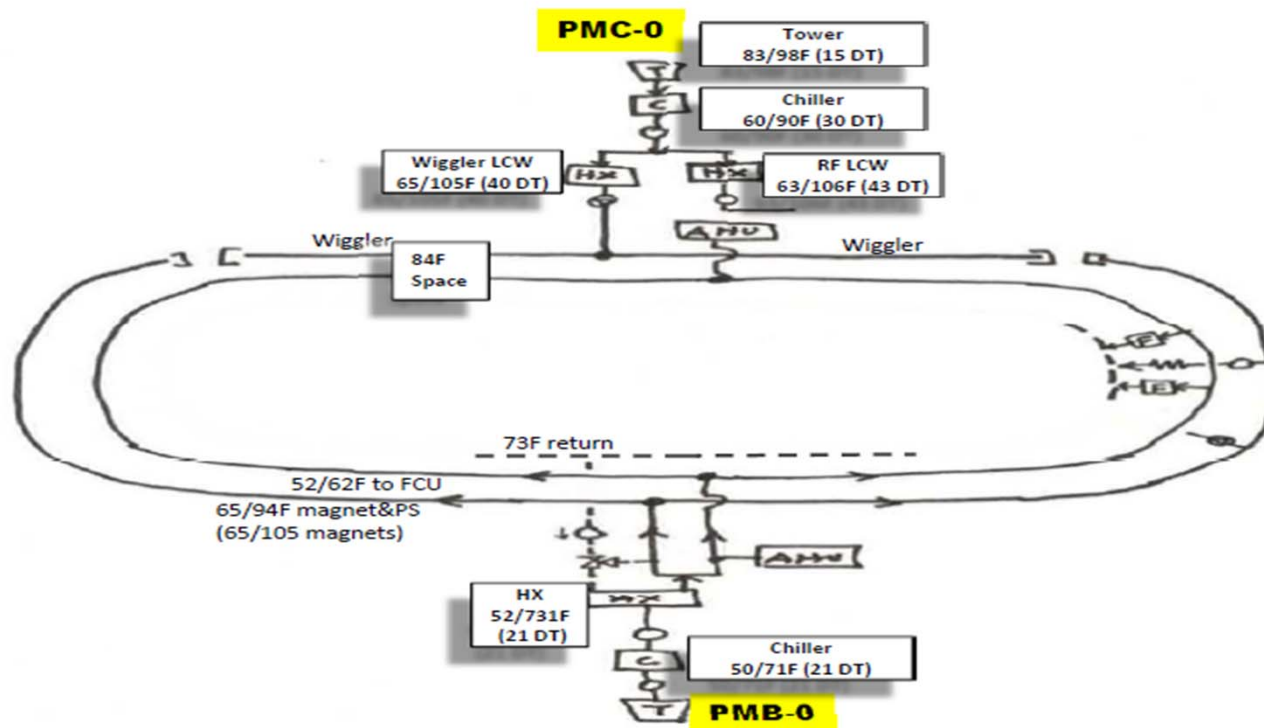 PMC-0
Tower
83/98F (15 DT)
T
Chiller
60/90F (30 DT)
C
Wiggler LCW
65/105F (40 DT)
HX
HX
RF LCW
63/106F (43 DT)
AHU
Wiggler
84F
Space
Wiggler
F
F
73F return
52/62F to FCU
65/94F magnet&PS
(65/105 magnets)
AHU
HX
52/731F
(21 DT)
HX
Chiller
50/71F (21 DT)
C
T
PMB-0